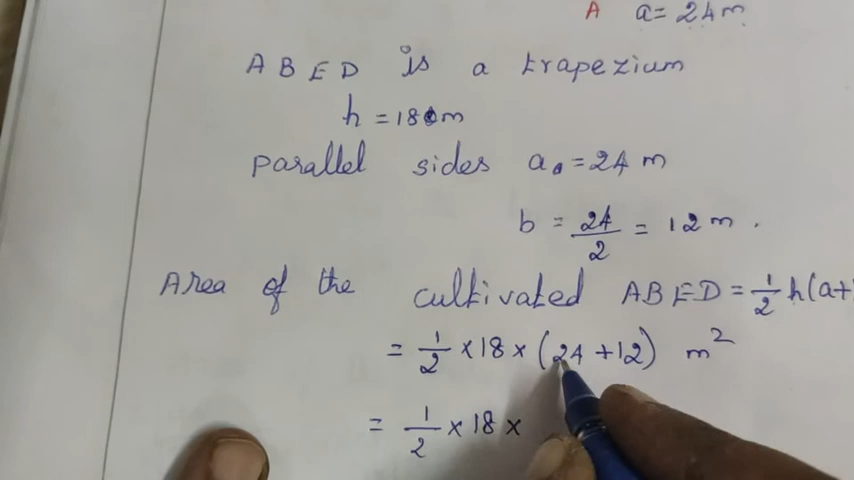 A a = 24m
ABED is a trapezium
h = 18 m
parallel sides a = 24 m
b = 24/2 = 12 m.
Area of the cultivated ABED = 1/2 h(a+
= 1/2 × 18 × (24 + 12) m²
= 1/2 × 18 ×